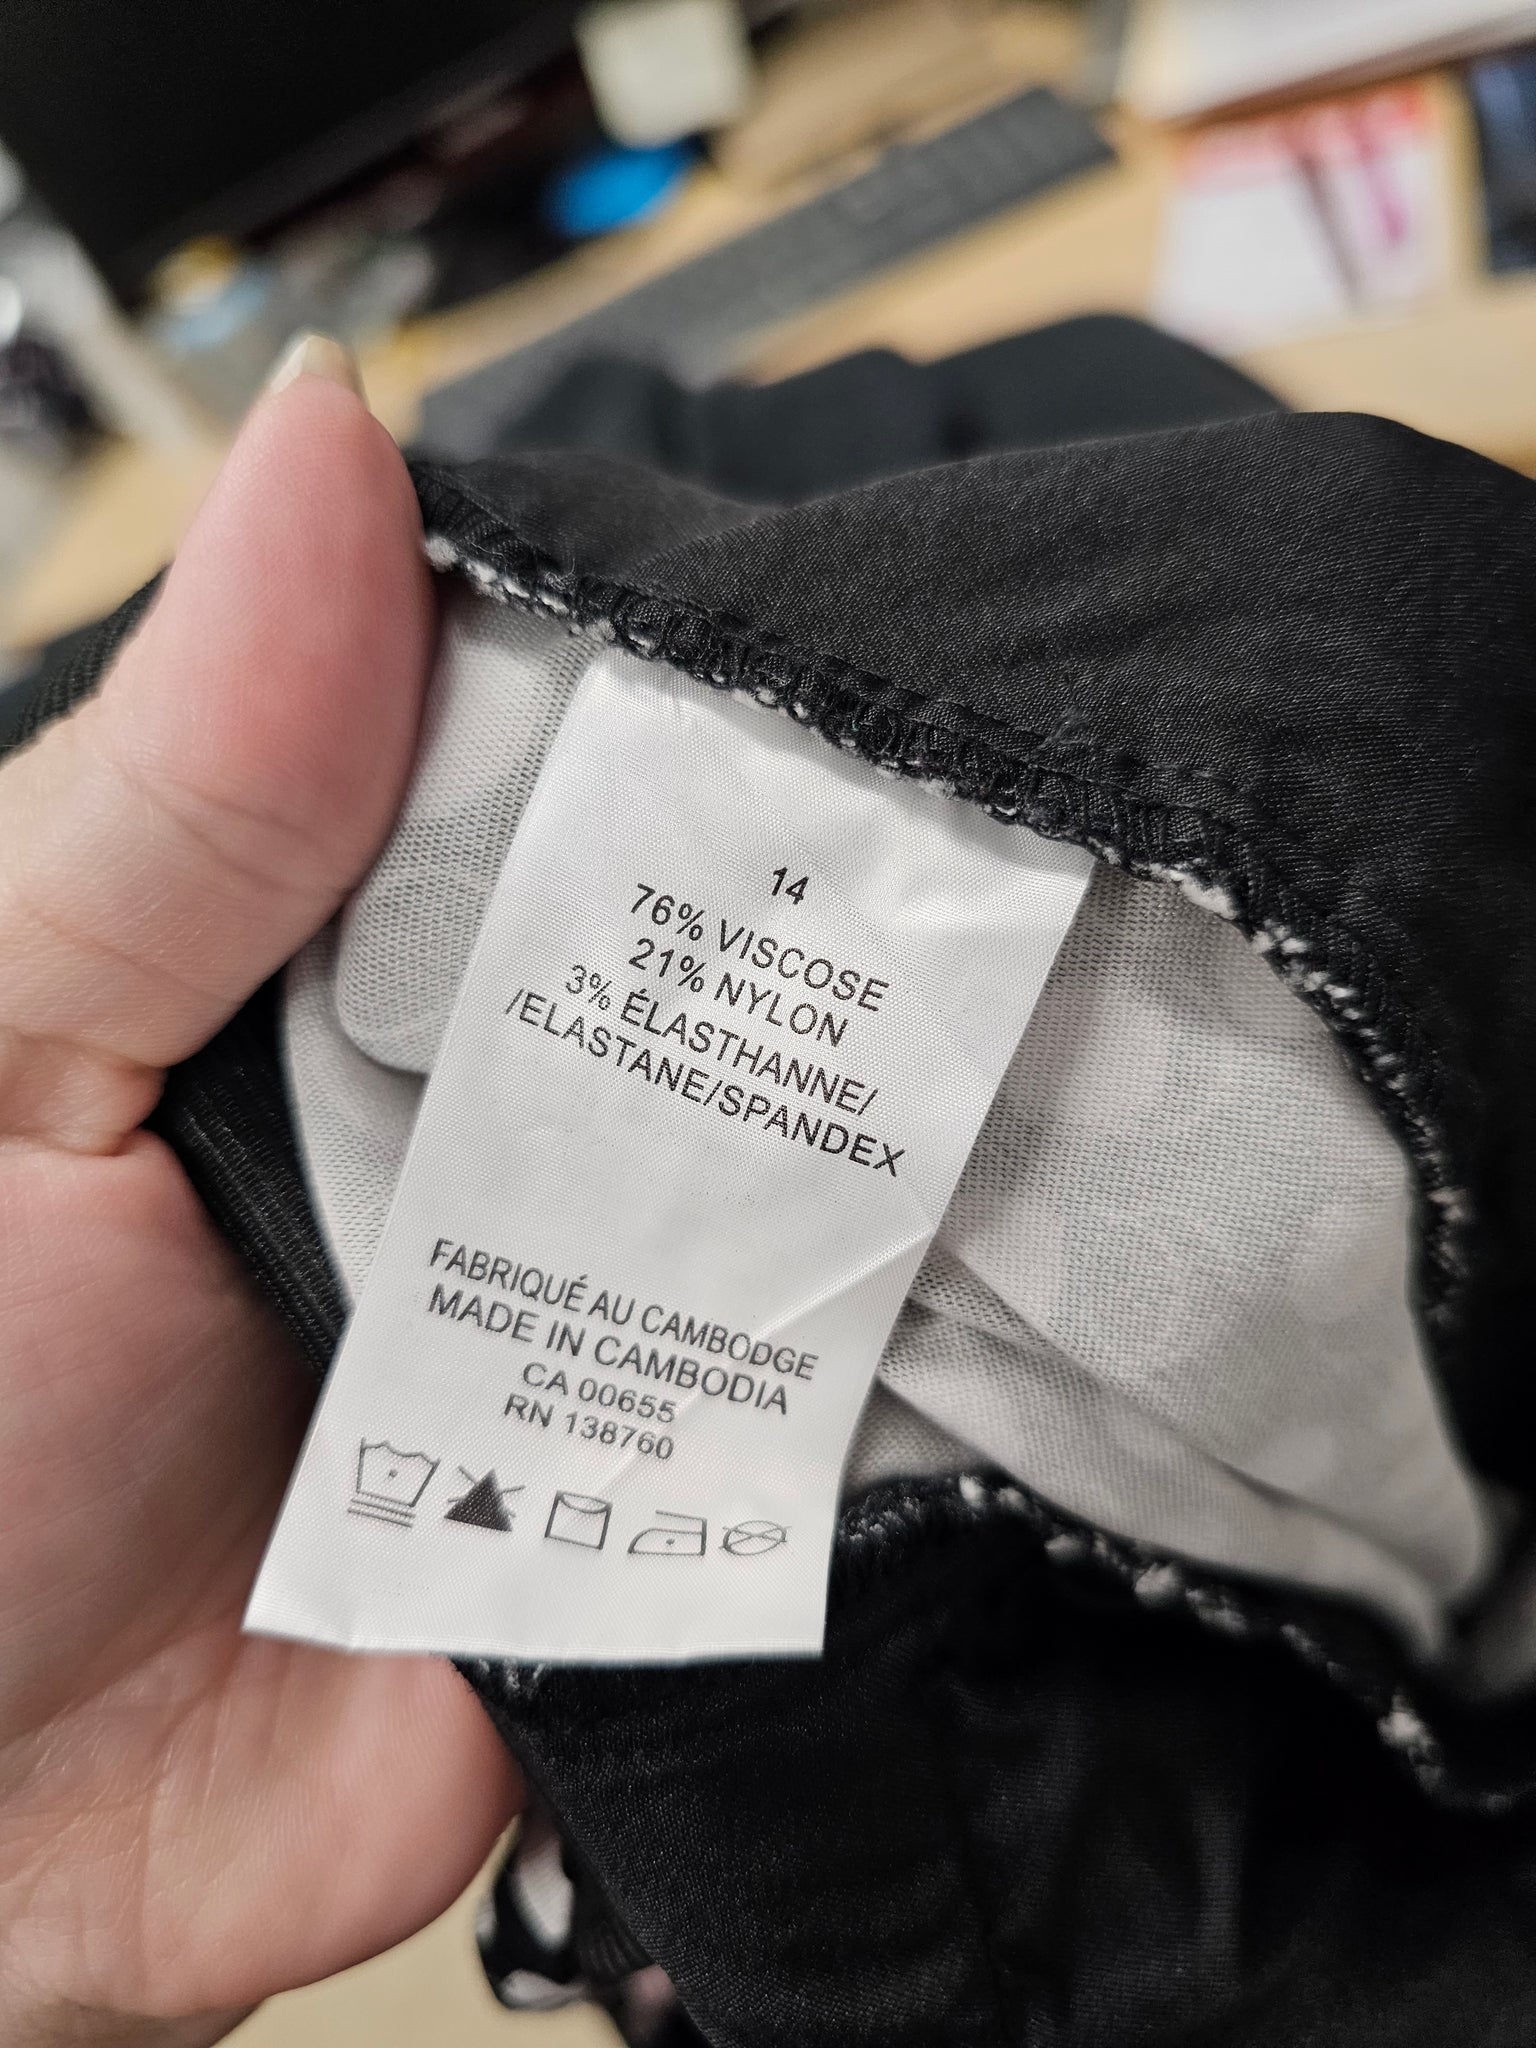 14
76% VISCOSE
21% NYLON
3% ÉLASTHANNE/
/ELASTANE/SPANDEX
FABRIQUÉ AU CAMBODGE
MADE IN CAMBODIA
CA 00655
RN 138760